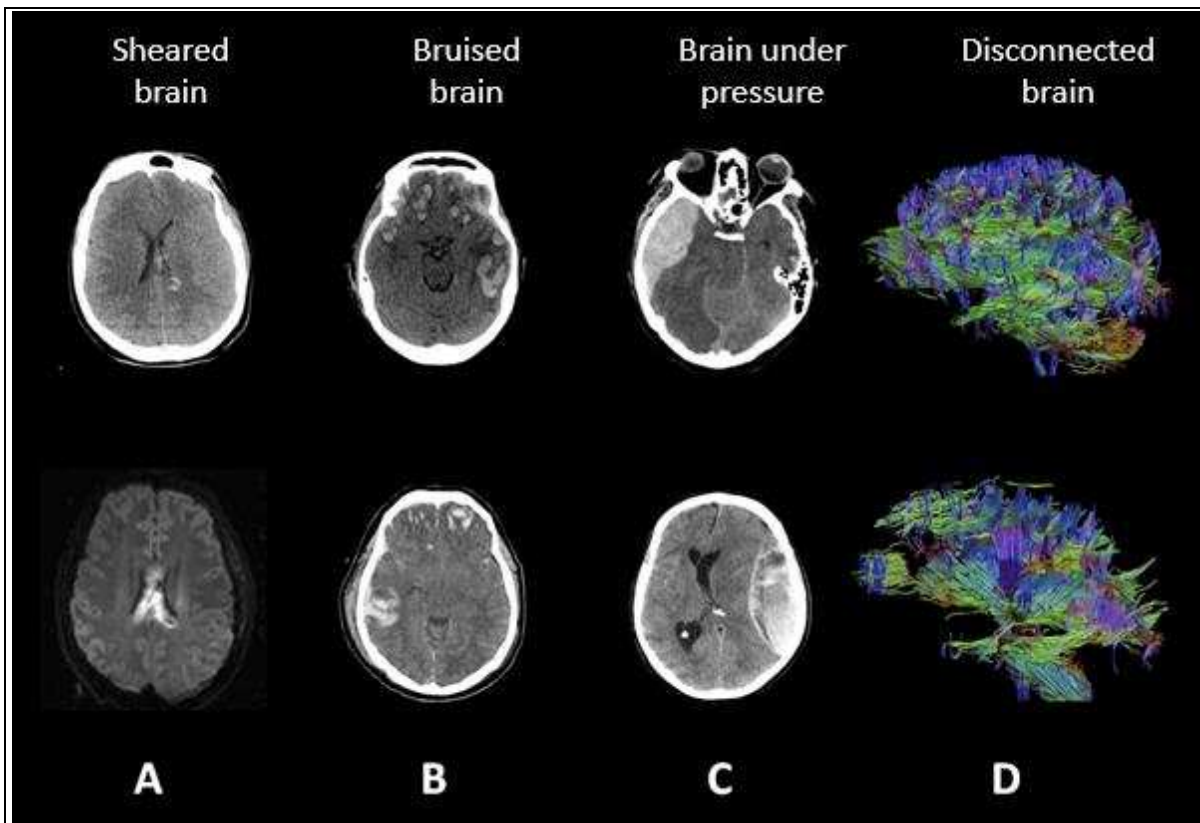 Sheared
brain
Bruised
brain
Brain under
pressure
Disconnected
brain
A
B
C
D